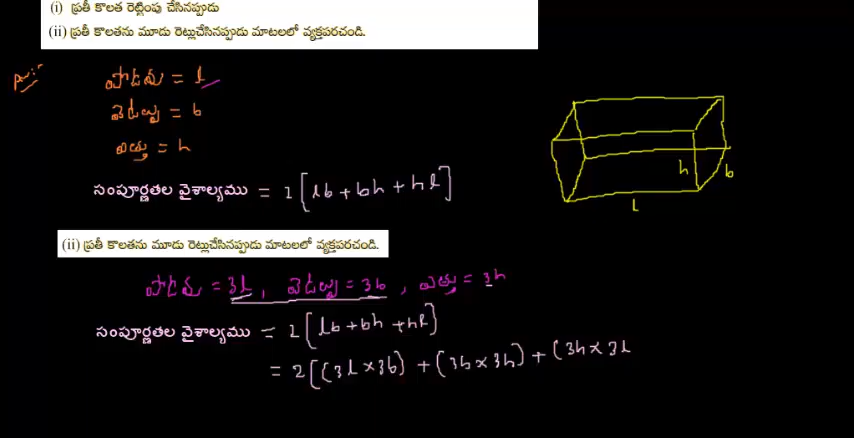 (i) ప్రతీ కొలత రెట్టింపు చేసినప్పుడు
(ii) ప్రతీ కొలతను మూడు రెట్లుచేసినప్పుడు మాటలలో వ్యక్తపరచండి.
పొడవు = l
వెడల్పు = b
ఎత్తు = h
సంపూర్ణతల వైశాల్యము = 2[lb+bh+hl]
h
b
l
(ii) ప్రతీ కొలతను మూడు రెట్లుచేసినప్పుడు మాటలలో వ్యక్తపరచండి.
పొడవు = 3l, వెడల్పు = 3b, ఎత్తు = 3h
సంపూర్ణతల వైశాల్యము = 2[lb+bh+hl]
= 2[(3l×3b) + (3b×3h) + (3h×3l